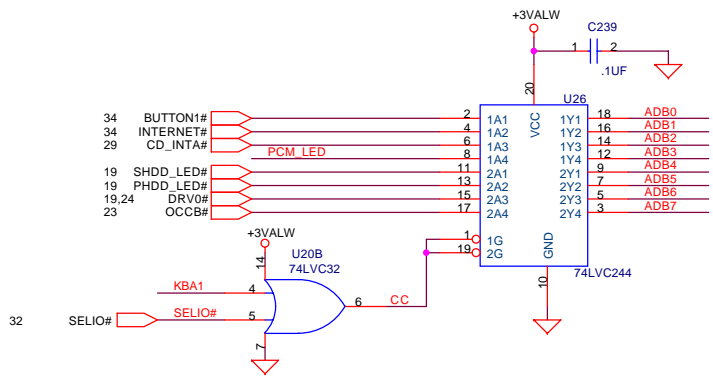 +3VALW
C239
1 2
.1UF
20
U26
VCC
34 BUTTON1# 2 1A1 1Y1 18 ADB0
34 INTERNET# 4 1A2 1Y2 16 ADB1
29 CD_INTA# 6 1A3 1Y3 14 ADB2
PCM_LED 8 1A4 1Y4 12 ADB3
19 SHDD_LED# 11 2A1 2Y1 9 ADB4
19 PHDD_LED# 13 2A2 2Y2 7 ADB5
19,24 DRV0# 15 2A3 2Y3 5 ADB6
23 OCCB# 17 2A4 2Y4 3 ADB7
+3VALW
1 1G
19 2G
GND
U20B
74LVC32
14
74LVC244
10
KBA1 4
6 CC
32 SELIO# SELIO# 5
7